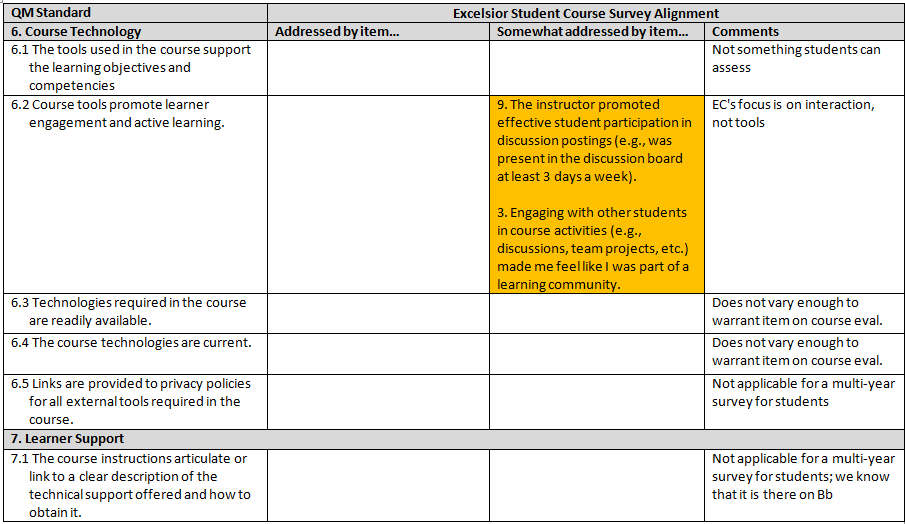 QM Standard
Excelsior Student Course Survey Alignment
6. Course Technology
Addressed by item...
Somewhat addressed by item...
Comments
6.1 The tools used in the course support
the learning objectives and
competencies
Not something students can
assess
6.2 Course tools promote learner
engagement and active learning.
9. The instructor promoted
effective student participation in
discussion postings (e.g., was
present in the discussion board
at least 3 days a week).
3. Engaging with other students
in course activities (e.g.,
discussions, team projects, etc.)
made me feel like I was part of a
learning community.
EC's focus is on interaction,
not tools
6.3 Technologies required in the course
are readily available.
Does not vary enough to
warrant item on course eval.
6.4 The course technologies are current.
Does not vary enough to
warrant item on course eval.
6.5 Links are provided to privacy policies
for all external tools required in the
course.
Not applicable for a multi-year
survey for students
7. Learner Support
7.1 The course instructions articulate or
link to a clear description of the
technical support offered and how to
obtain it.
Not applicable for a multi-year
survey for students; we know
that it is there on Bb